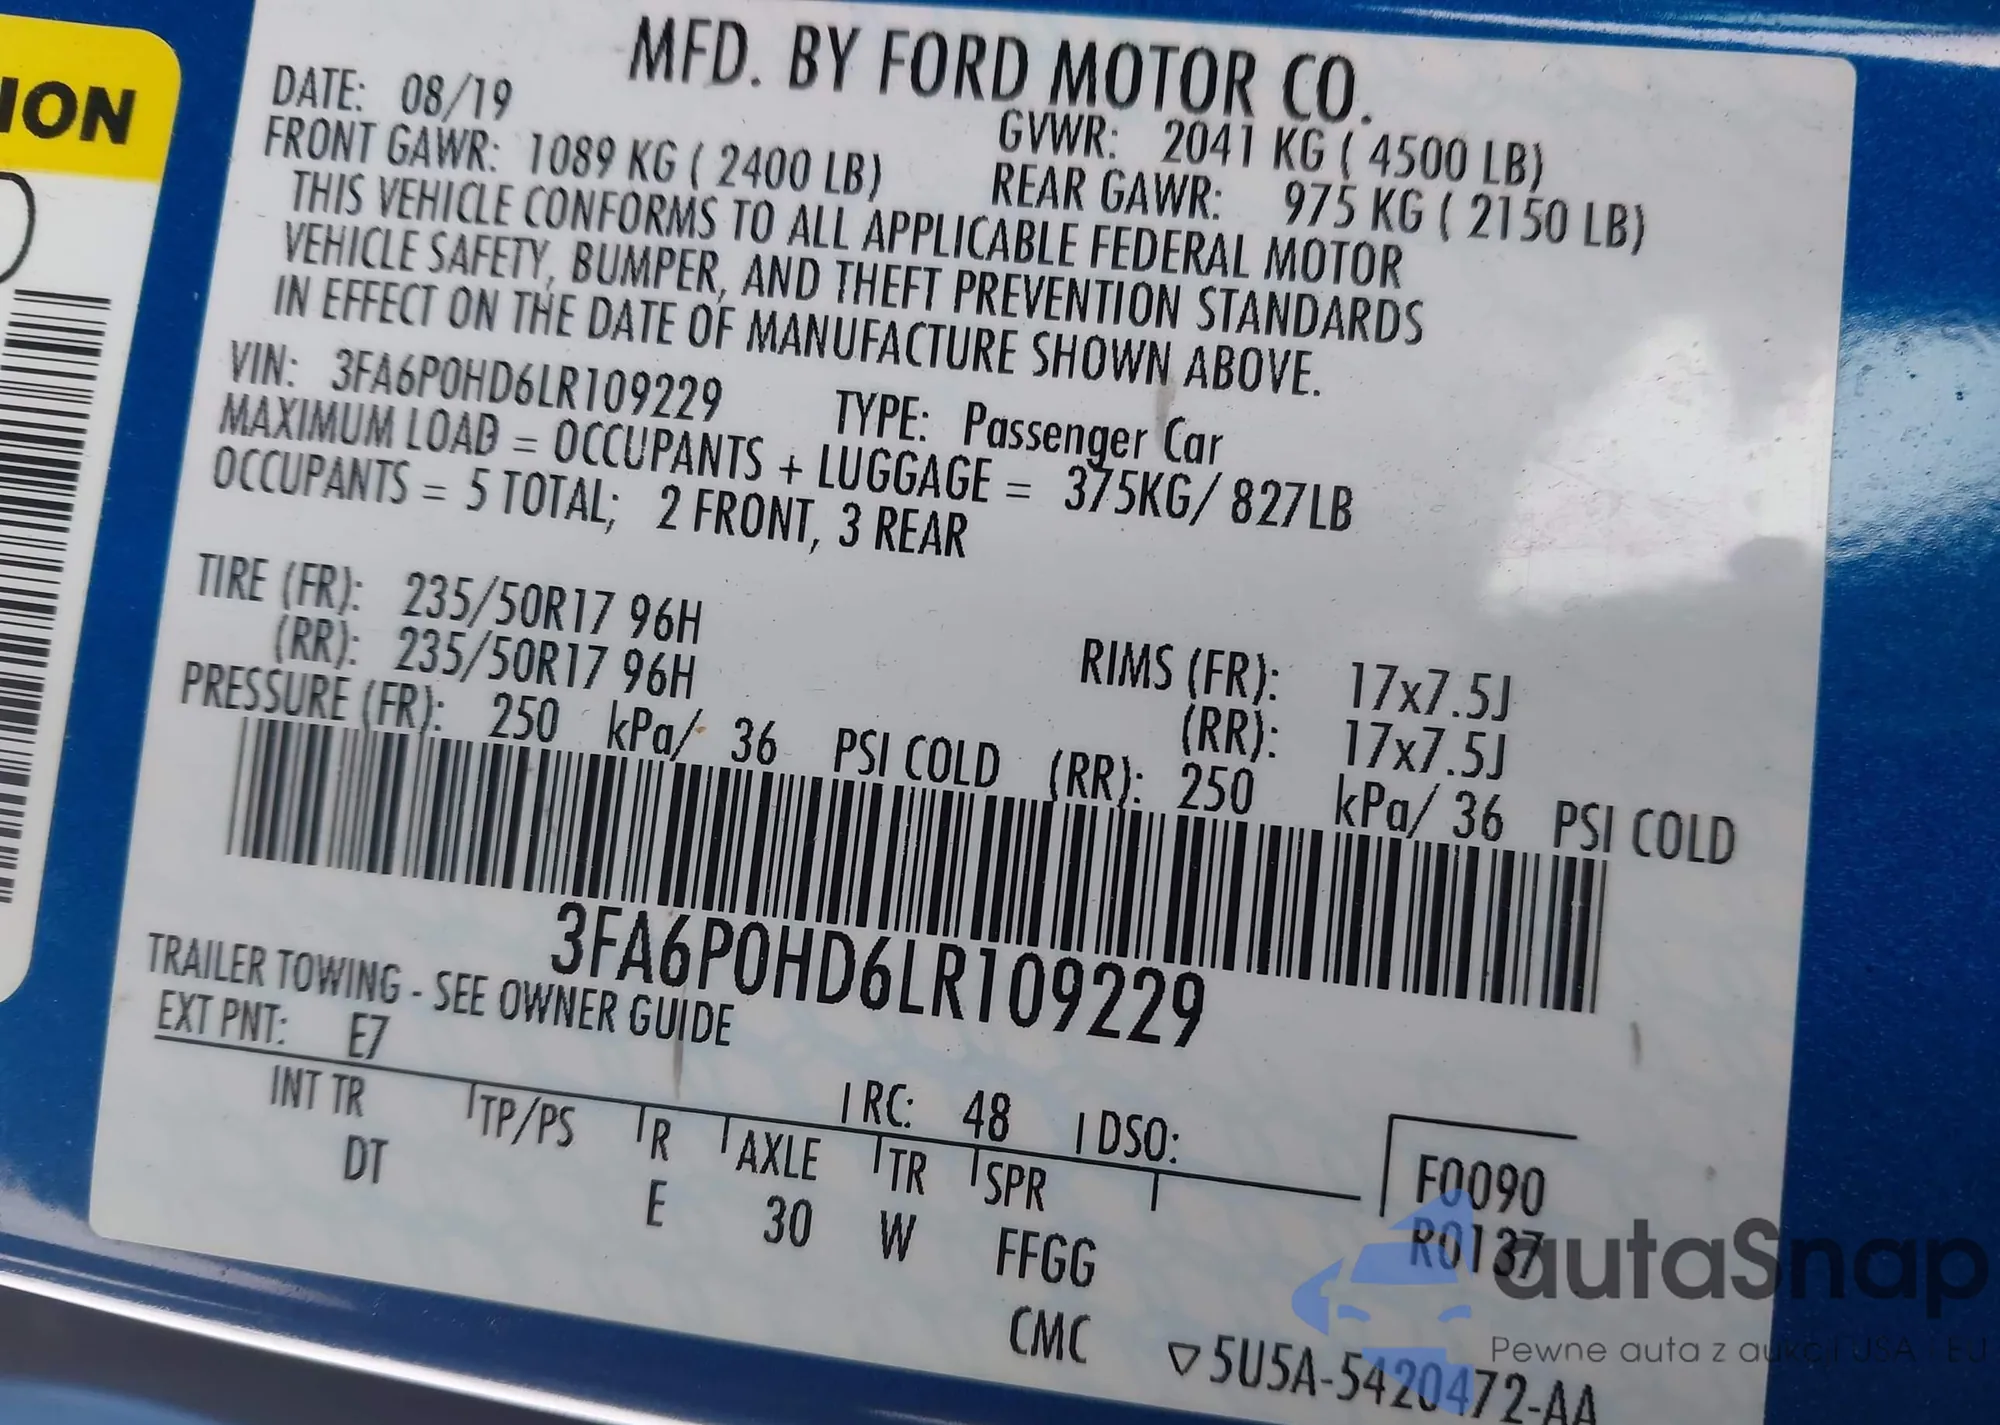 ION
MFD. BY FORD MOTOR CO.
DATE: 08/19 GVWR: 2041 KG ( 4500 LB)
FRONT GAWR: 1089 KG ( 2400 LB) REAR GAWR: 975 KG ( 2150 LB)
THIS VEHICLE CONFORMS TO ALL APPLICABLE FEDERAL MOTOR
VEHICLE SAFETY, BUMPER, AND THEFT PREVENTION STANDARDS
IN EFFECT ON THE DATE OF MANUFACTURE SHOWN ABOVE.
VIN: 3FA6P0HD6LR109229 TYPE: Passenger Car
MAXIMUM LOAD = OCCUPANTS + LUGGAGE = 375KG/ 827LB
OCCUPANTS = 5 TOTAL; 2 FRONT, 3 REAR
TIRE (FR): 235/50R17 96H RIMS (FR): 17x7.5J
(RR): 235/50R17 96H (RR): 17x7.5J
PRESSURE (FR): 250 kPa/ 36 PSI COLD (RR): 250 kPa/ 36 PSI COLD
3FA6P0HD6LR109229
TRAILER TOWING - SEE OWNER GUIDE
EXT PNT: E7 RC: 48 DSO:
INT TR TP/PS R AXLE TR SPR F0090
DT E 30 W FFGG R0137
CMC ▽5U5A-5420472-AA
autaSnap
Pewne auta z aukcji USA - EU